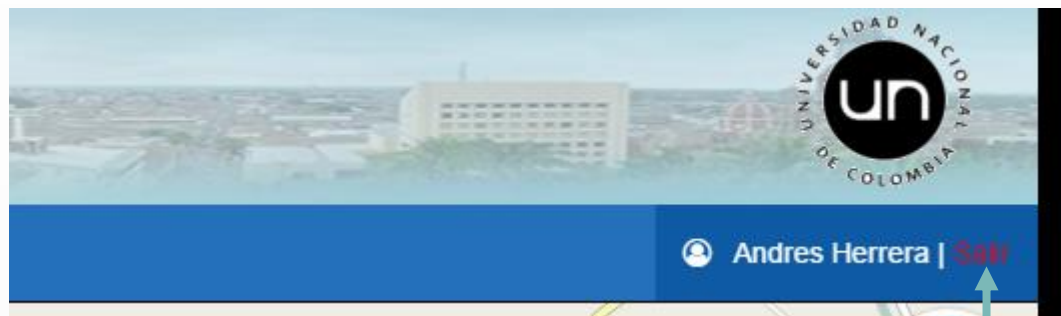 UNIVERSIDAD NACIONAL
un
DE COLOMBIA
Andres Herrera | Salir